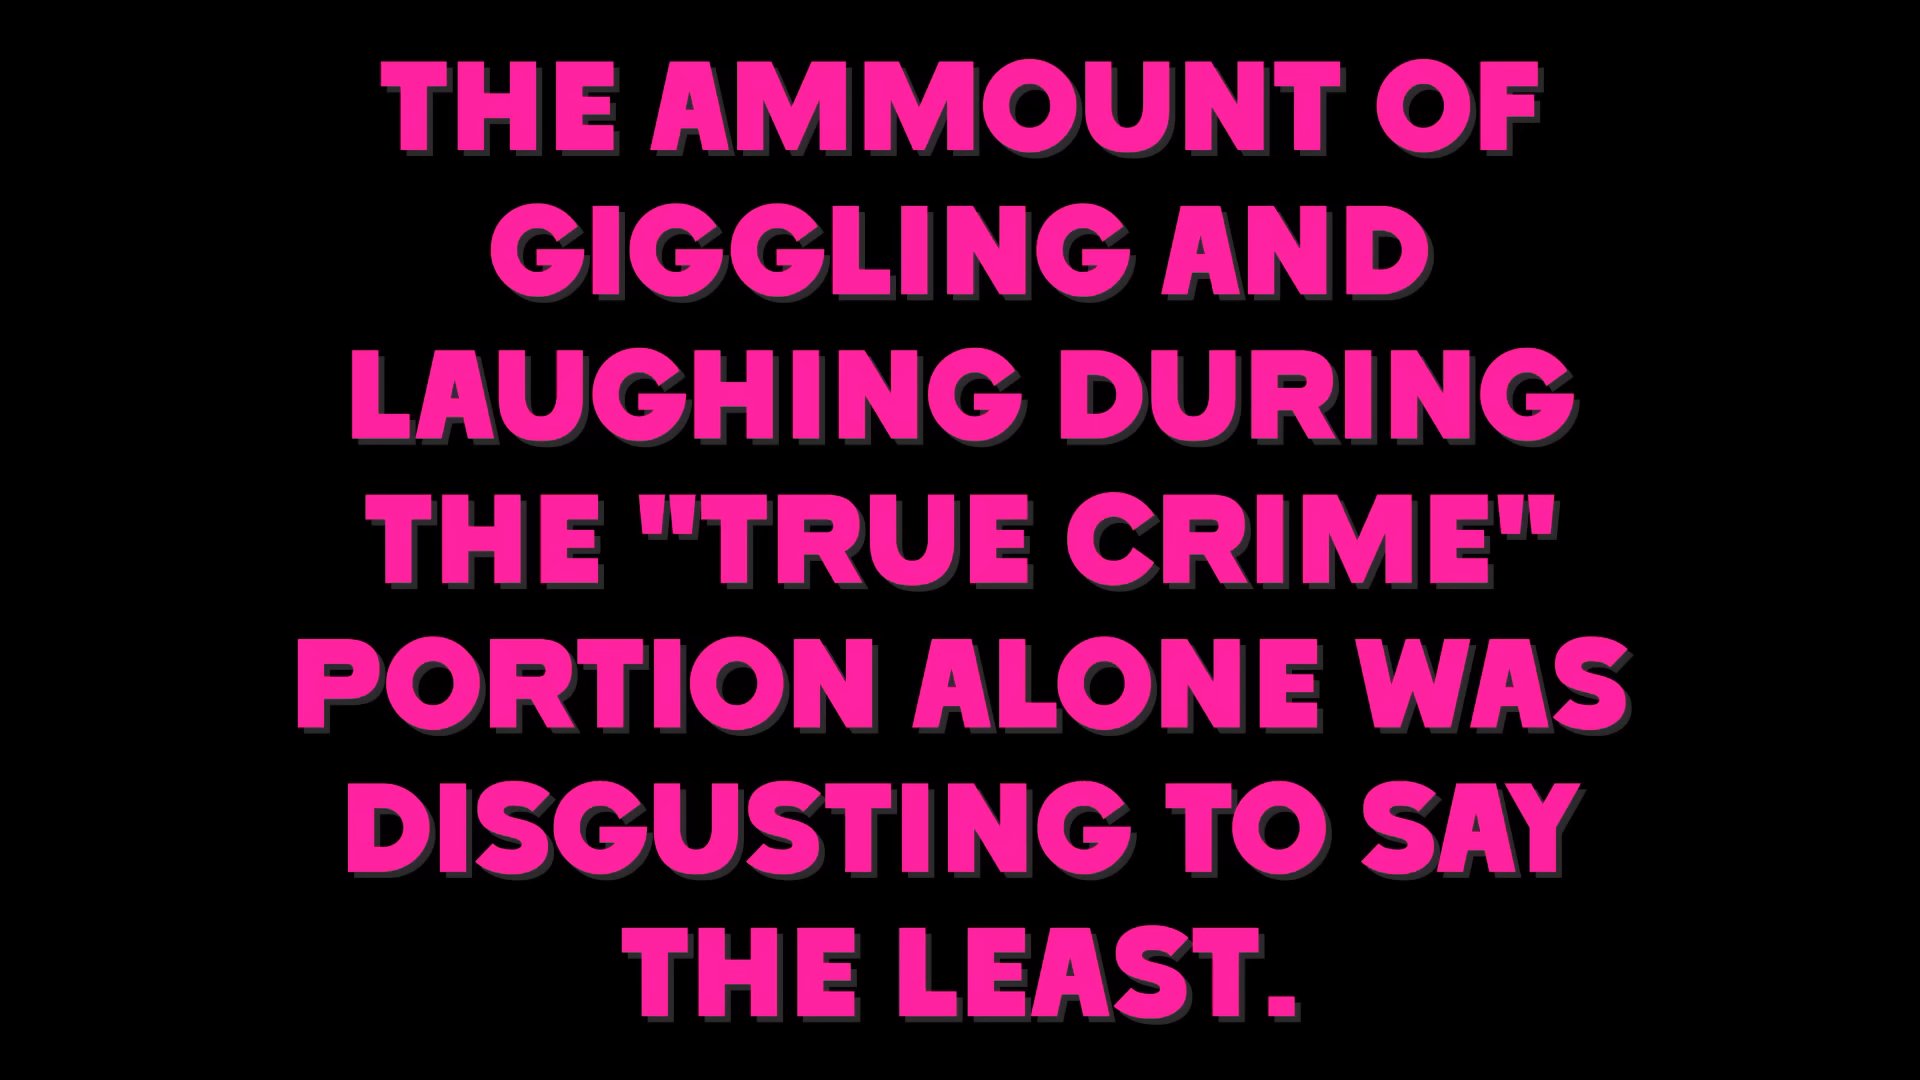 THE AMMOUNT OF
GIGGLING AND
LAUGHING DURING
THE "TRUE CRIME"
PORTION ALONE WAS
DISGUSTING TO SAY
THE LEAST.